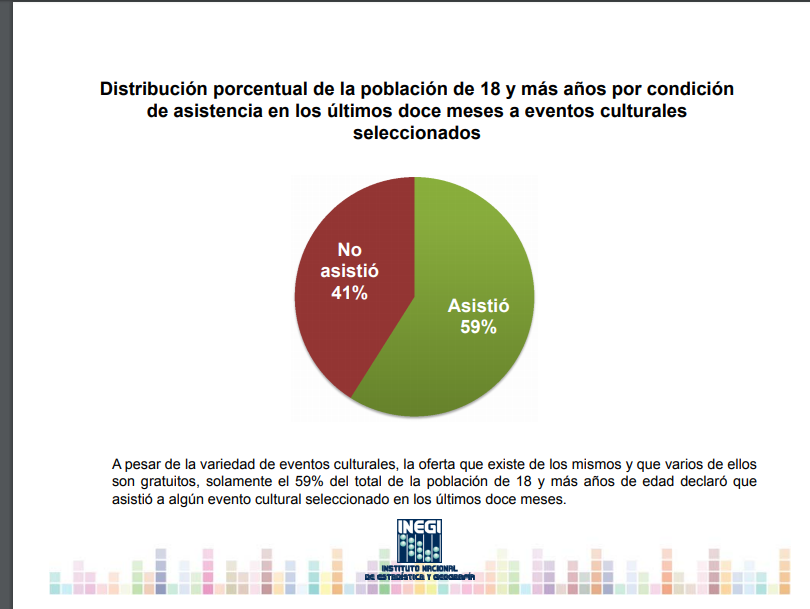 Distribución porcentual de la población de 18 y más años por condición
de asistencia en los últimos doce meses a eventos culturales
seleccionados
No
asistió
41%
Asistió
59%
A pesar de la variedad de eventos culturales, la oferta que existe de los mismos y que varios de ellos
son gratuitos, solamente el 59% del total de la población de 18 y más años de edad declaró que
asistió a algún evento cultural seleccionado en los últimos doce meses.
INEGI
INSTITUTO NACIONAL
DE ESTADÍSTICA Y GEOGRAFÍA